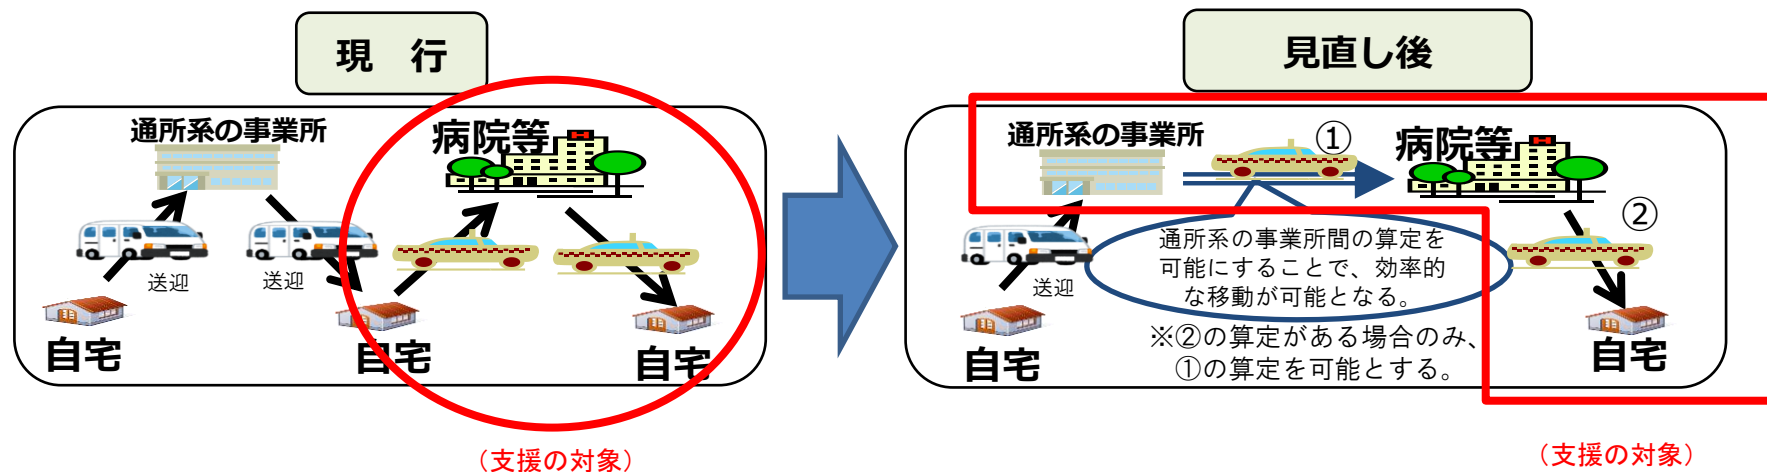 現　行
通所系の事業所
病院等
送迎
送迎
自宅
自宅
自宅
（支援の対象）
見直し後
通所系の事業所
①
病院等
②
通所系の事業所間の算定を
可能にすることで、効率的
な移動が可能となる。
送迎
※②の算定がある場合のみ、
①の算定を可能とする。
自宅
自宅
（支援の対象）